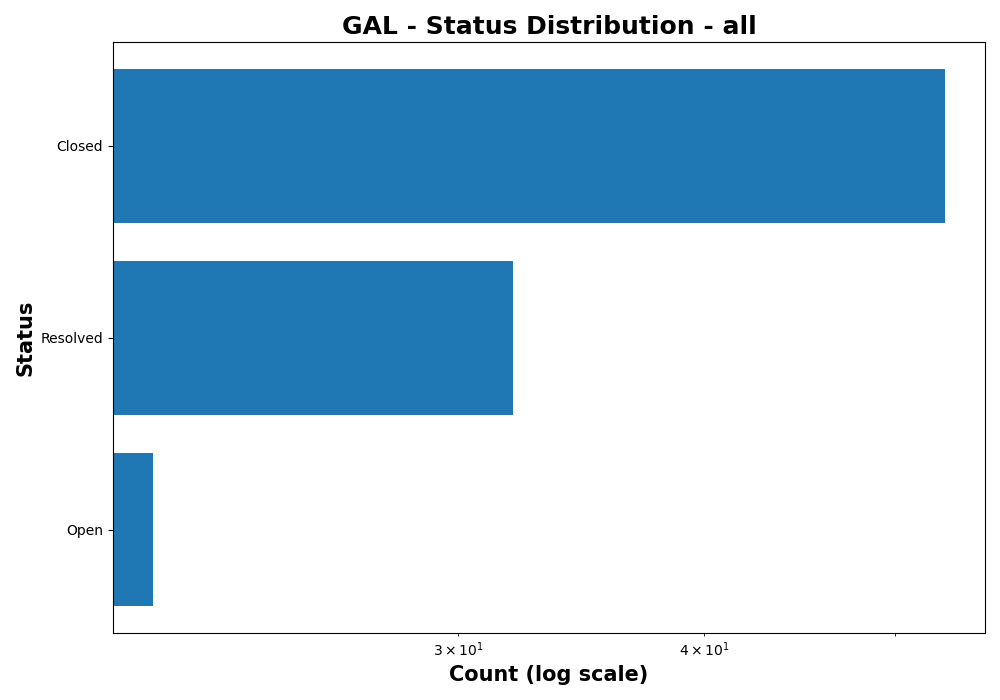 GAL - Status Distribution - all
Closed
Resolved
Open
Status
3 × 10¹
4 × 10¹
Count (log scale)